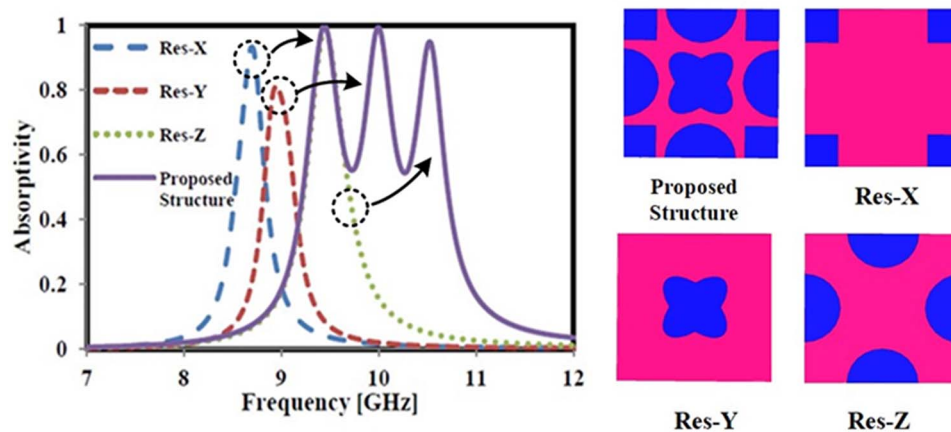 Absorptivity
1
0.8
0.6
0.4
0.2
0
Res-X
Res-Y
Res-Z
Proposed
Structure
7
8
9
10
11
12
Frequency [GHz]
Proposed
Structure
Res-X
Res-Y
Res-Z